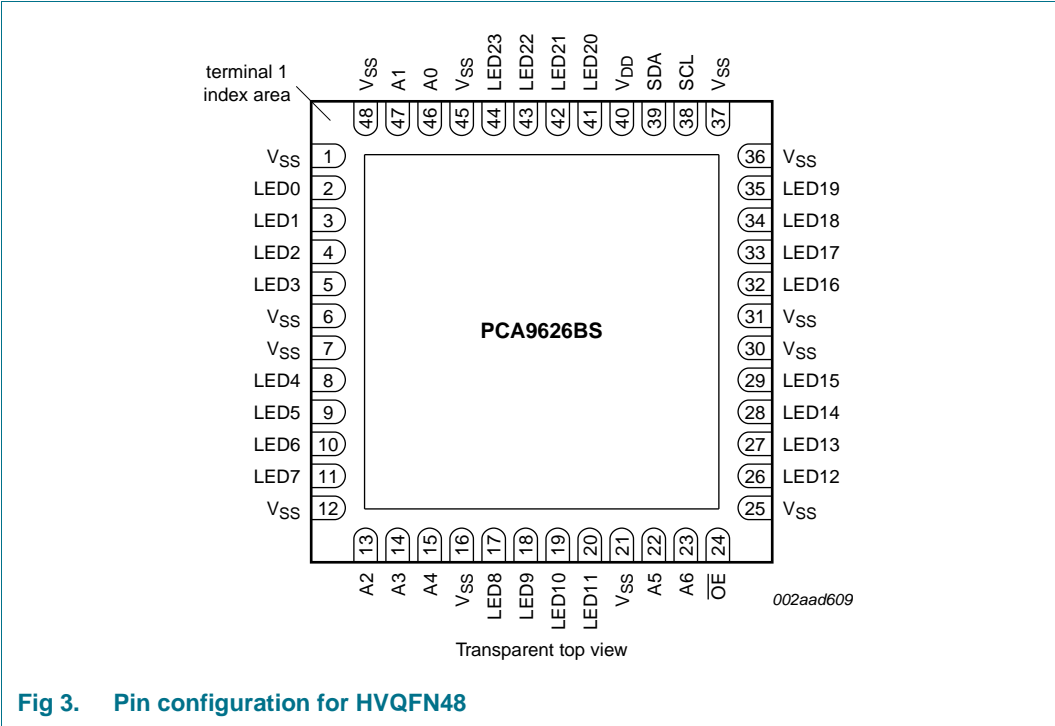 VSS A1 A0 VSS LED23 LED22 LED21 LED20 VDD SDA SCL VSS
terminal 1
index area
48 47 46 45 44 43 42 41 40 39 38 37
VSS 1 36 VSS
LED0 2 35 LED19
LED1 3 34 LED18
LED2 4 33 LED17
LED3 5 32 LED16
VSS 6 31 VSS
PCA9626BS
VSS 7 30 VSS
LED4 8 29 LED15
LED5 9 28 LED14
LED6 10 27 LED13
LED7 11 26 LED12
VSS 12 25 VSS
13 14 15 16 17 18 19 20 21 22 23 24
A2 A3 A4 VSS LED8 LED9 LED10 LED11 VSS A5 A6 O̅E̅
002aad609
Transparent top view
Fig 3. Pin configuration for HVQFN48